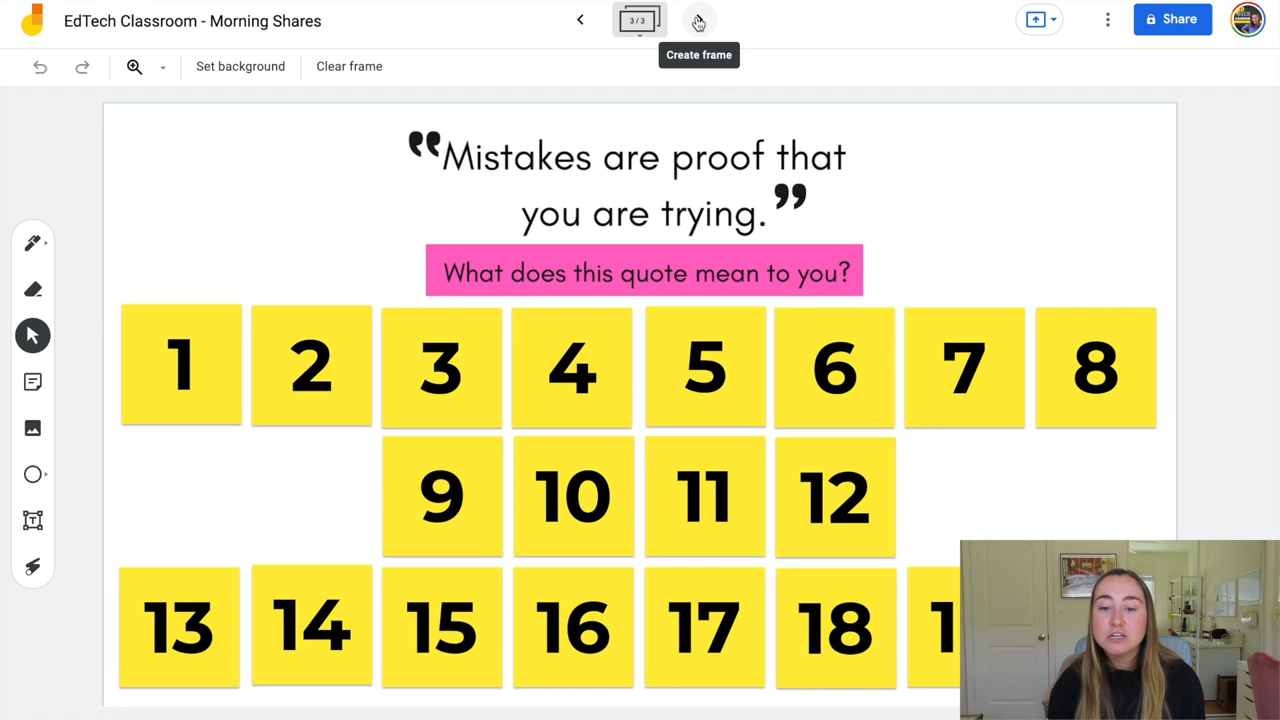 EdTech Classroom - Morning Shares
3 / 3
Share
Create frame
Set background
Clear frame
"Mistakes are proof that
you are trying."
What does this quote mean to you?
1 2 3 4 5 6 7 8
9 10 11 12
13 14 15 16 17 18